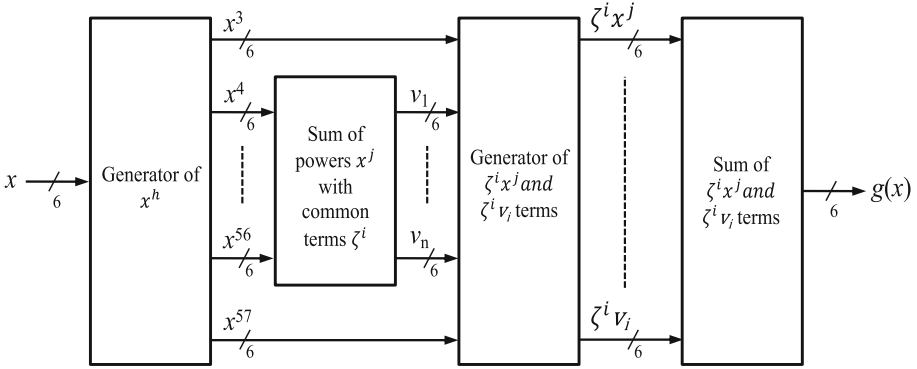 x
6
Generator of
x^h
x^3
6
x^4
6
x^56
6
x^57
6
Sum of
powers x^j
with
common
terms ζ^i
v_1
6
v_n
6
Generator of
ζ^i x^j and
ζ^i v_i terms
ζ^i x^j
6
ζ^i v_i
6
Sum of
ζ^i x^j and
ζ^i v_i terms
6
g(x)